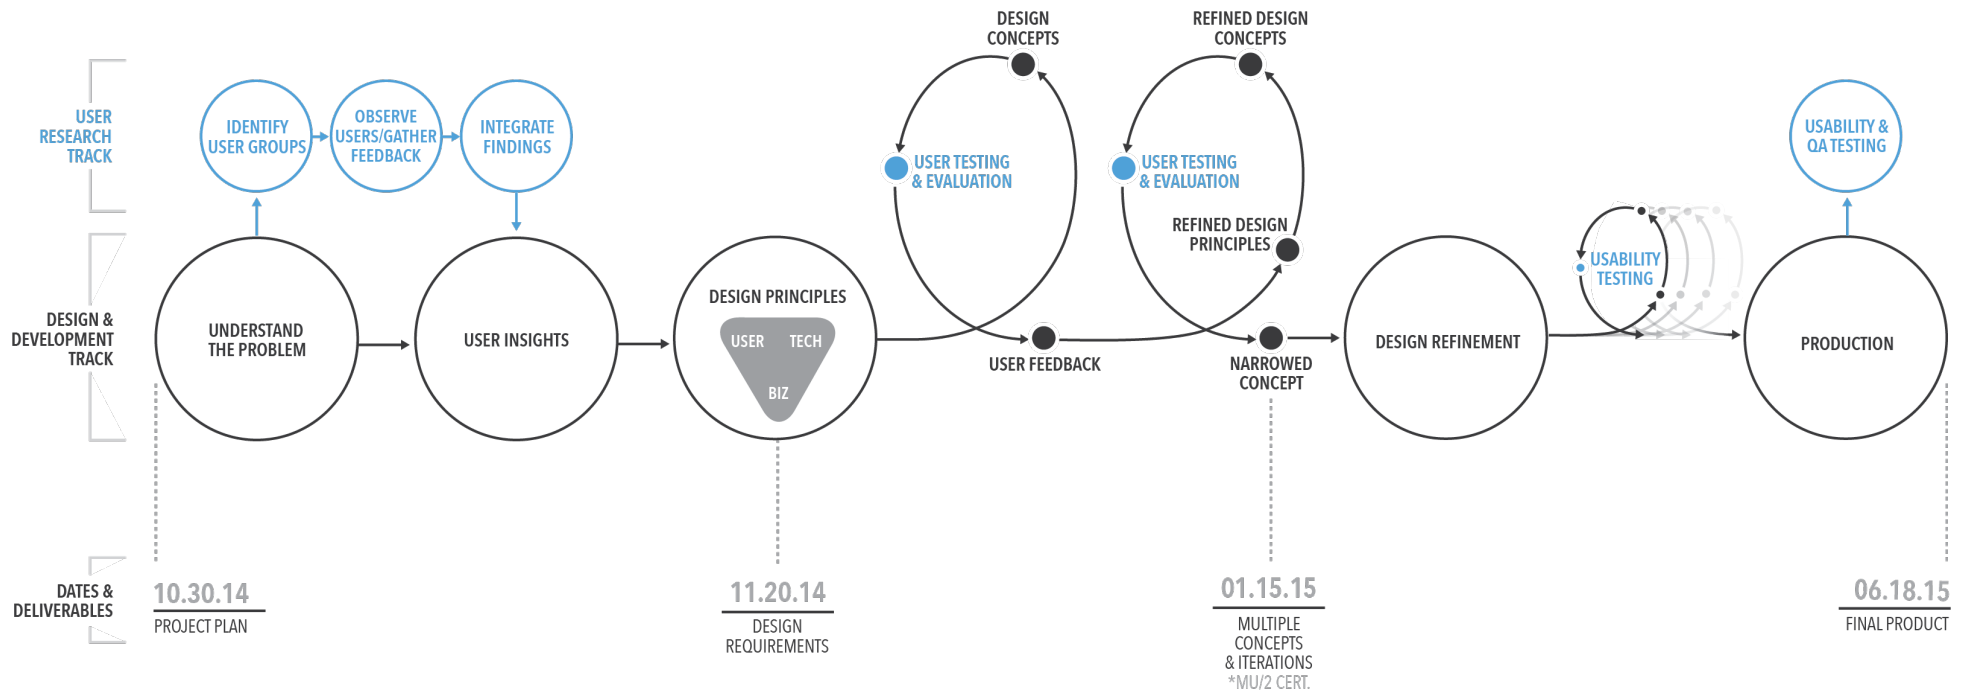 USER
RESEARCH
TRACK
IDENTIFY
USER GROUPS
OBSERVE
USERS/GATHER
FEEDBACK
INTEGRATE
FINDINGS
DESIGN
CONCEPTS
USER TESTING
& EVALUATION
REFINED DESIGN
CONCEPTS
USER TESTING
& EVALUATION
REFINED DESIGN
PRINCIPLES
USABILITY
TESTING
USABILITY &
QA TESTING
DESIGN &
DEVELOPMENT
TRACK
UNDERSTAND
THE PROBLEM
USER INSIGHTS
DESIGN PRINCIPLES
USER TECH
BIZ
USER FEEDBACK
NARROWED
CONCEPT
DESIGN REFINEMENT
PRODUCTION
DATES &
DELIVERABLES
10.30.14
PROJECT PLAN
11.20.14
DESIGN
REQUIREMENTS
01.15.15
MULTIPLE
CONCEPTS
& ITERATIONS
*MU/2 CERT.
06.18.15
FINAL PRODUCT